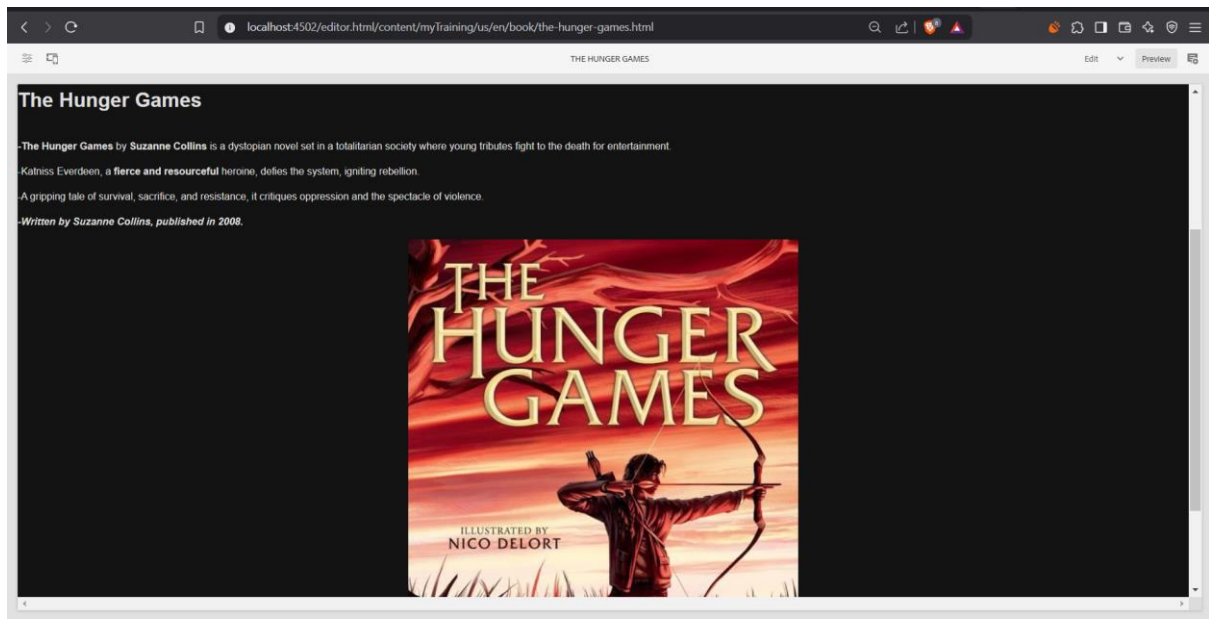 localhost:4502/editor.html/content/myTraining/us/en/book/the-hunger-games.html
THE HUNGER GAMES
Edit
Preview
The Hunger Games
-The Hunger Games by Suzanne Collins is a dystopian novel set in a totalitarian society where young tributes fight to the death for entertainment.
-Katniss Everdeen, a fierce and resourceful heroine, defies the system, igniting rebellion.
-A gripping tale of survival, sacrifice, and resistance, it critiques oppression and the spectacle of violence.
-Written by Suzanne Collins, published in 2008.
THE
HUNGER
GAMES
ILLUSTRATED BY
NICO DELORT